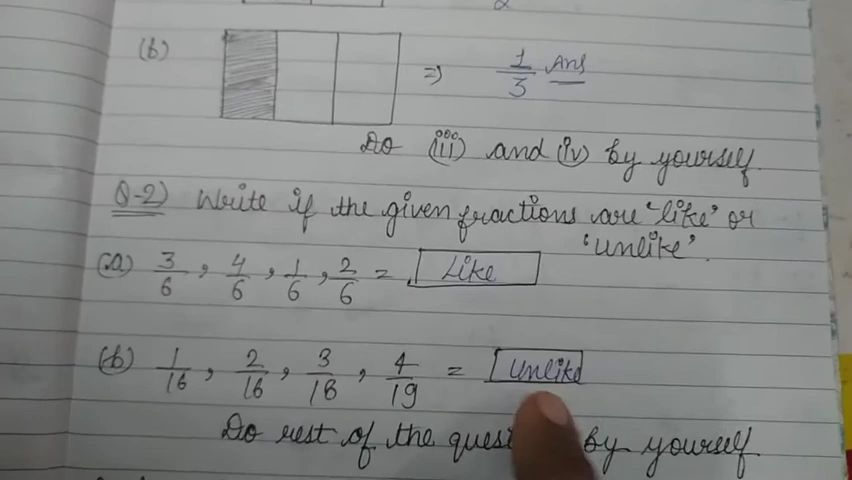 (b) ⇒ 1/3 Ans
Do (iii) and (iv) by yourself
Q-2) Write if the given fractions are 'like' or
'unlike'.
(a) 3/6, 4/6, 1/6, 2/6 = Like
(b) 1/16, 2/16, 3/18, 4/19 = Unlike
Do rest of the by yourself